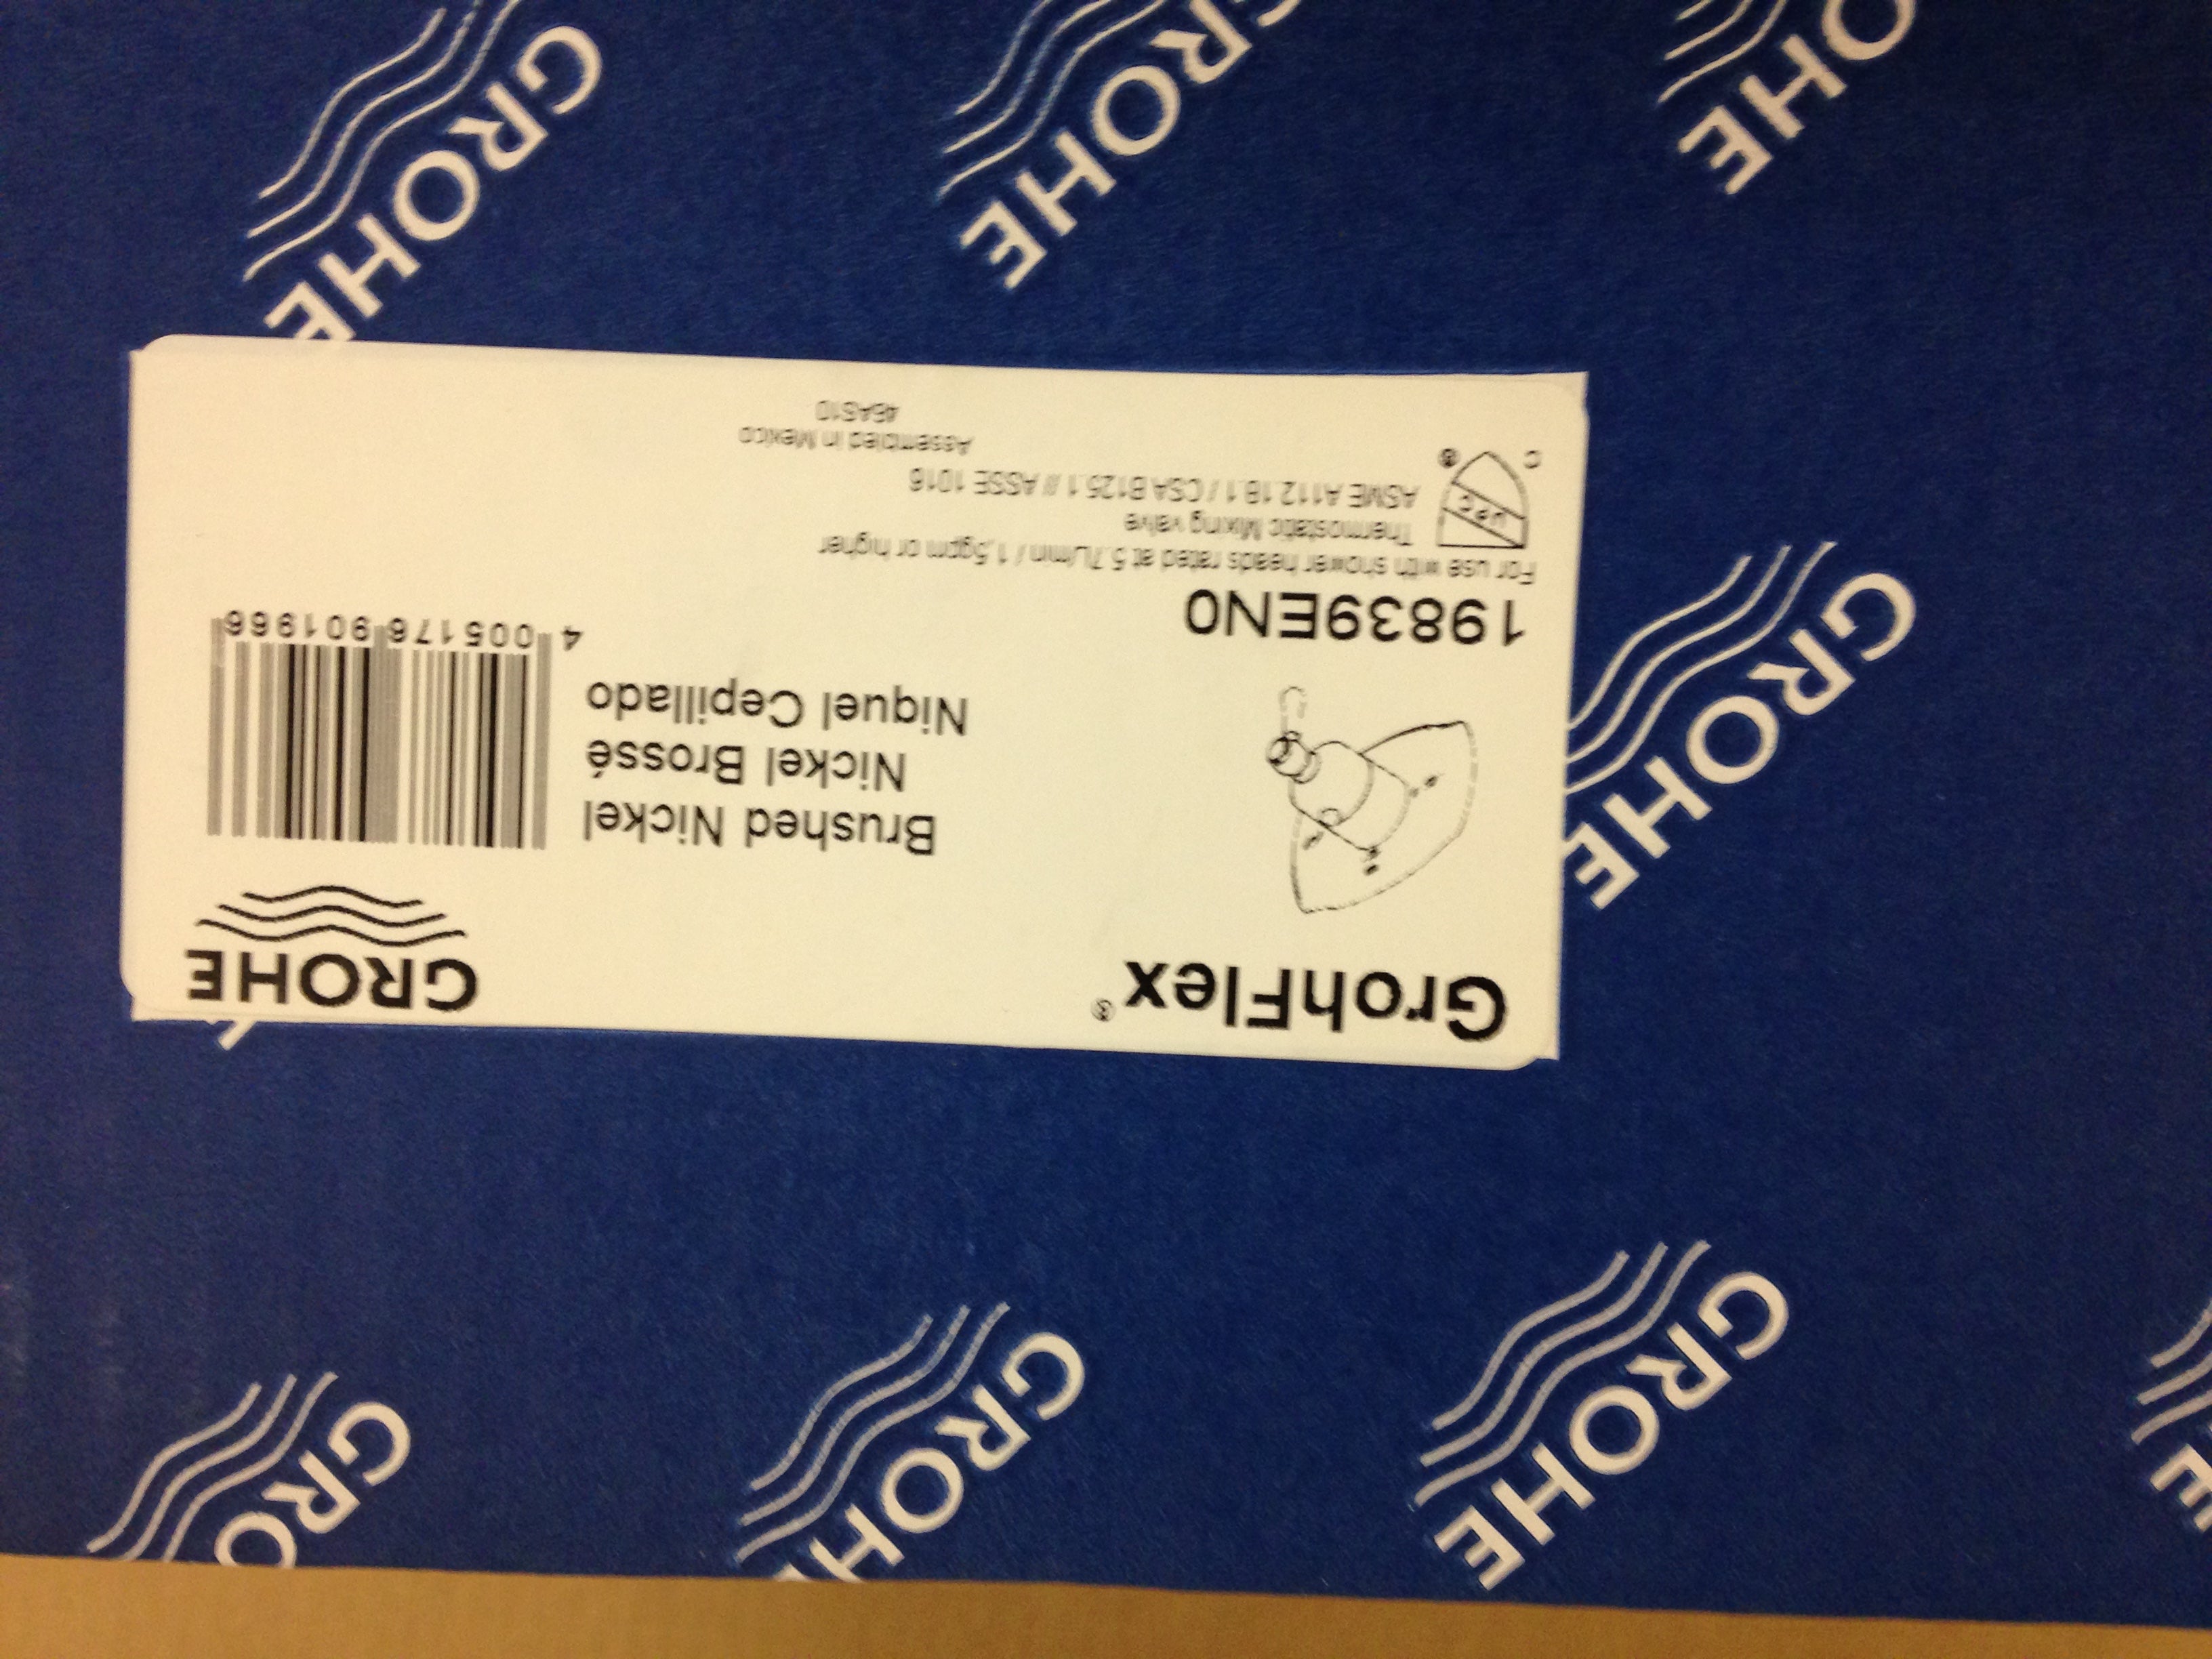 GrohFlex®
GROHE
Brushed Nickel
Nickel Brossé
Niquel Cepillado
4 005176 901966
19839EN0
For use with shower heads rated at 5.7L/min / 1,5gpm or higher
Thermostatic Mixing valve
ASME A112.18.1 / CSA B125.1 // ASSE 1016
Assembled in Mexico
UPC
C ®
GROHE
GROHE
GROHE
GROHE
GROHE
GROHE